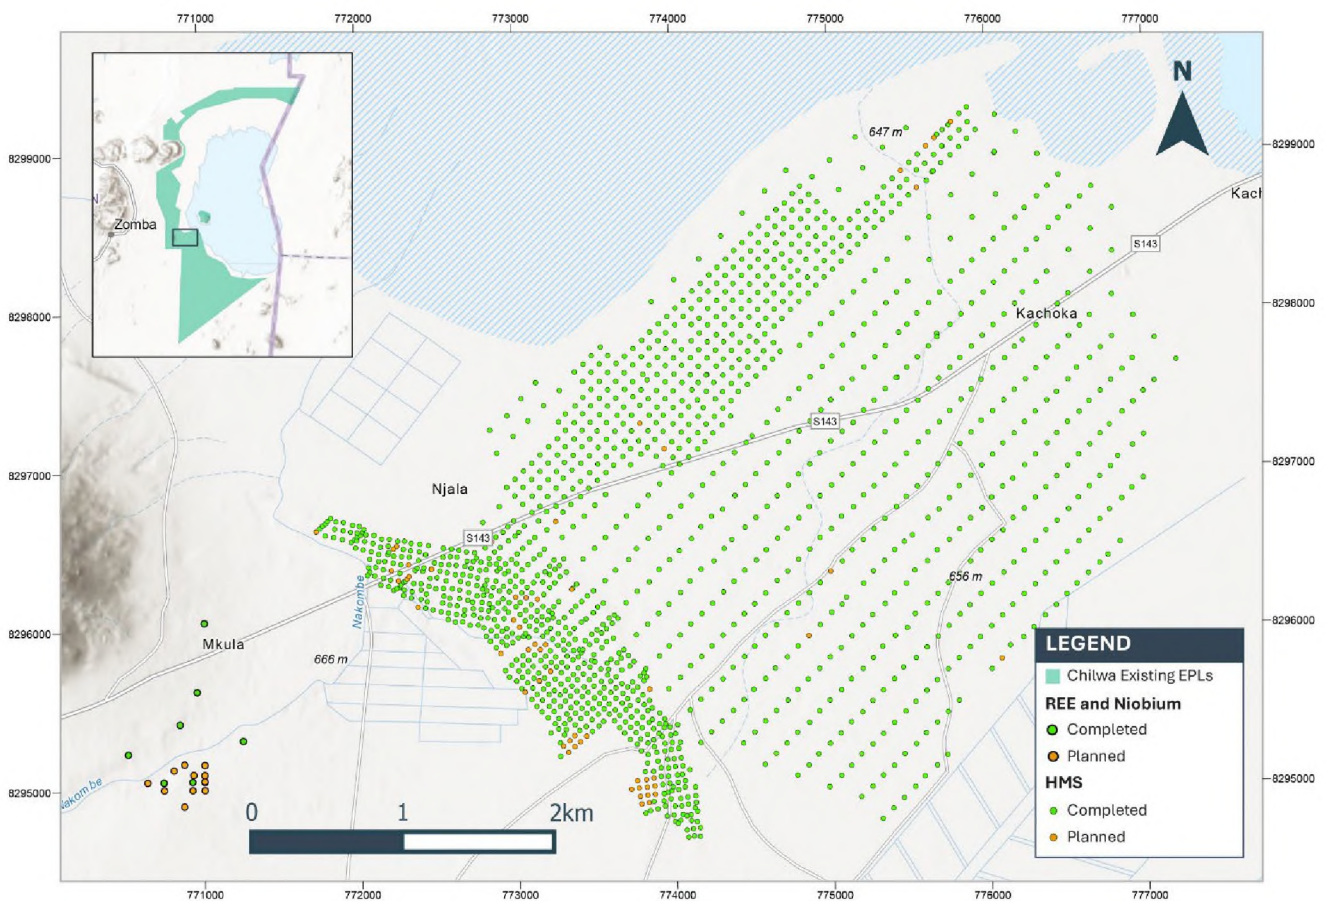 771000 772000 773000 774000 775000 776000 777000
N
647 m
8299000 8299000
Kach
Zomba
S143
8298000 8298000
Kachoka
S143
8297000 8297000
Njala
S143
656 m
Nakombe
8296000 8296000
Mkula
666 m
LEGEND
Chilwa Existing EPLs
REE and Niobium
Completed
Planned
HMS
Completed
Planned
8295000 8295000
Nakombe
0 1 2km
771000 772000 773000 774000 775000 776000 777000